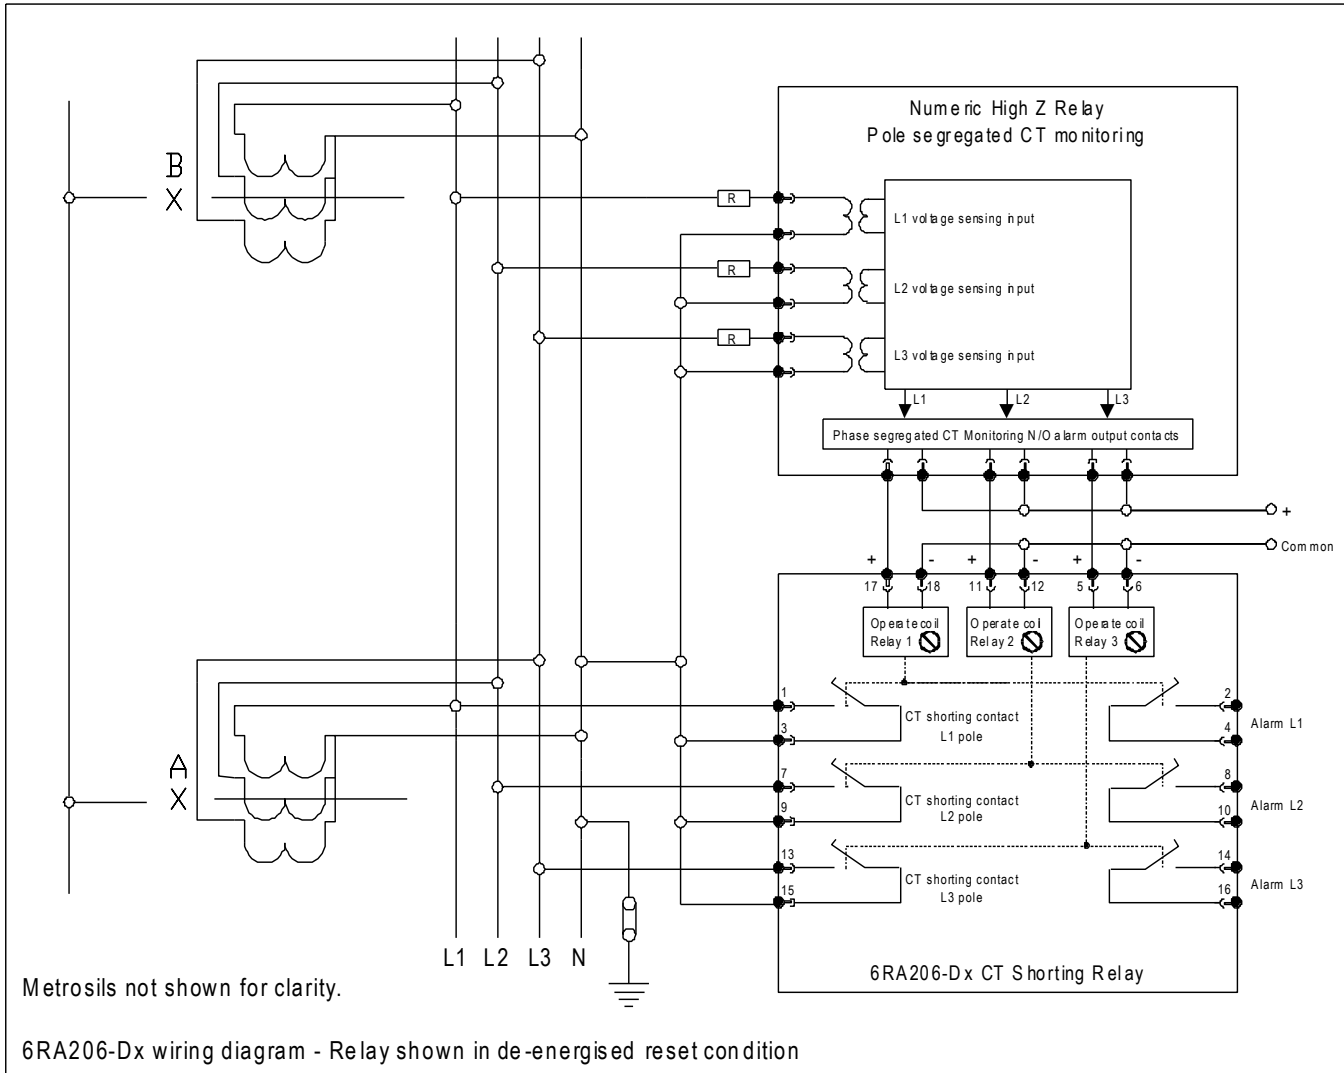 Numeric High Z Relay
Pole segregated CT monitoring
B
X
R
L1 voltage sensing input
R
L2 voltage sensing input
R
L3 voltage sensing input
L1
L2
L3
Phase segregated CT Monitoring N/O alarm output contacts
+
Common
+
-
+
-
+
-
17
18
11
12
5
6
Operate coil
Relay 1
Operate coil
Relay 2
Operate coil
Relay 3
A
X
1
CT shorting contact
L1 pole
3
2
4
Alarm L1
7
CT shorting contact
L2 pole
9
8
10
Alarm L2
13
CT shorting contact
L3 pole
15
14
16
Alarm L3
L1 L2 L3 N
6RA206-Dx CT Shorting Relay
Metrosils not shown for clarity.
6RA206-Dx wiring diagram - Relay shown in de-energised reset condition